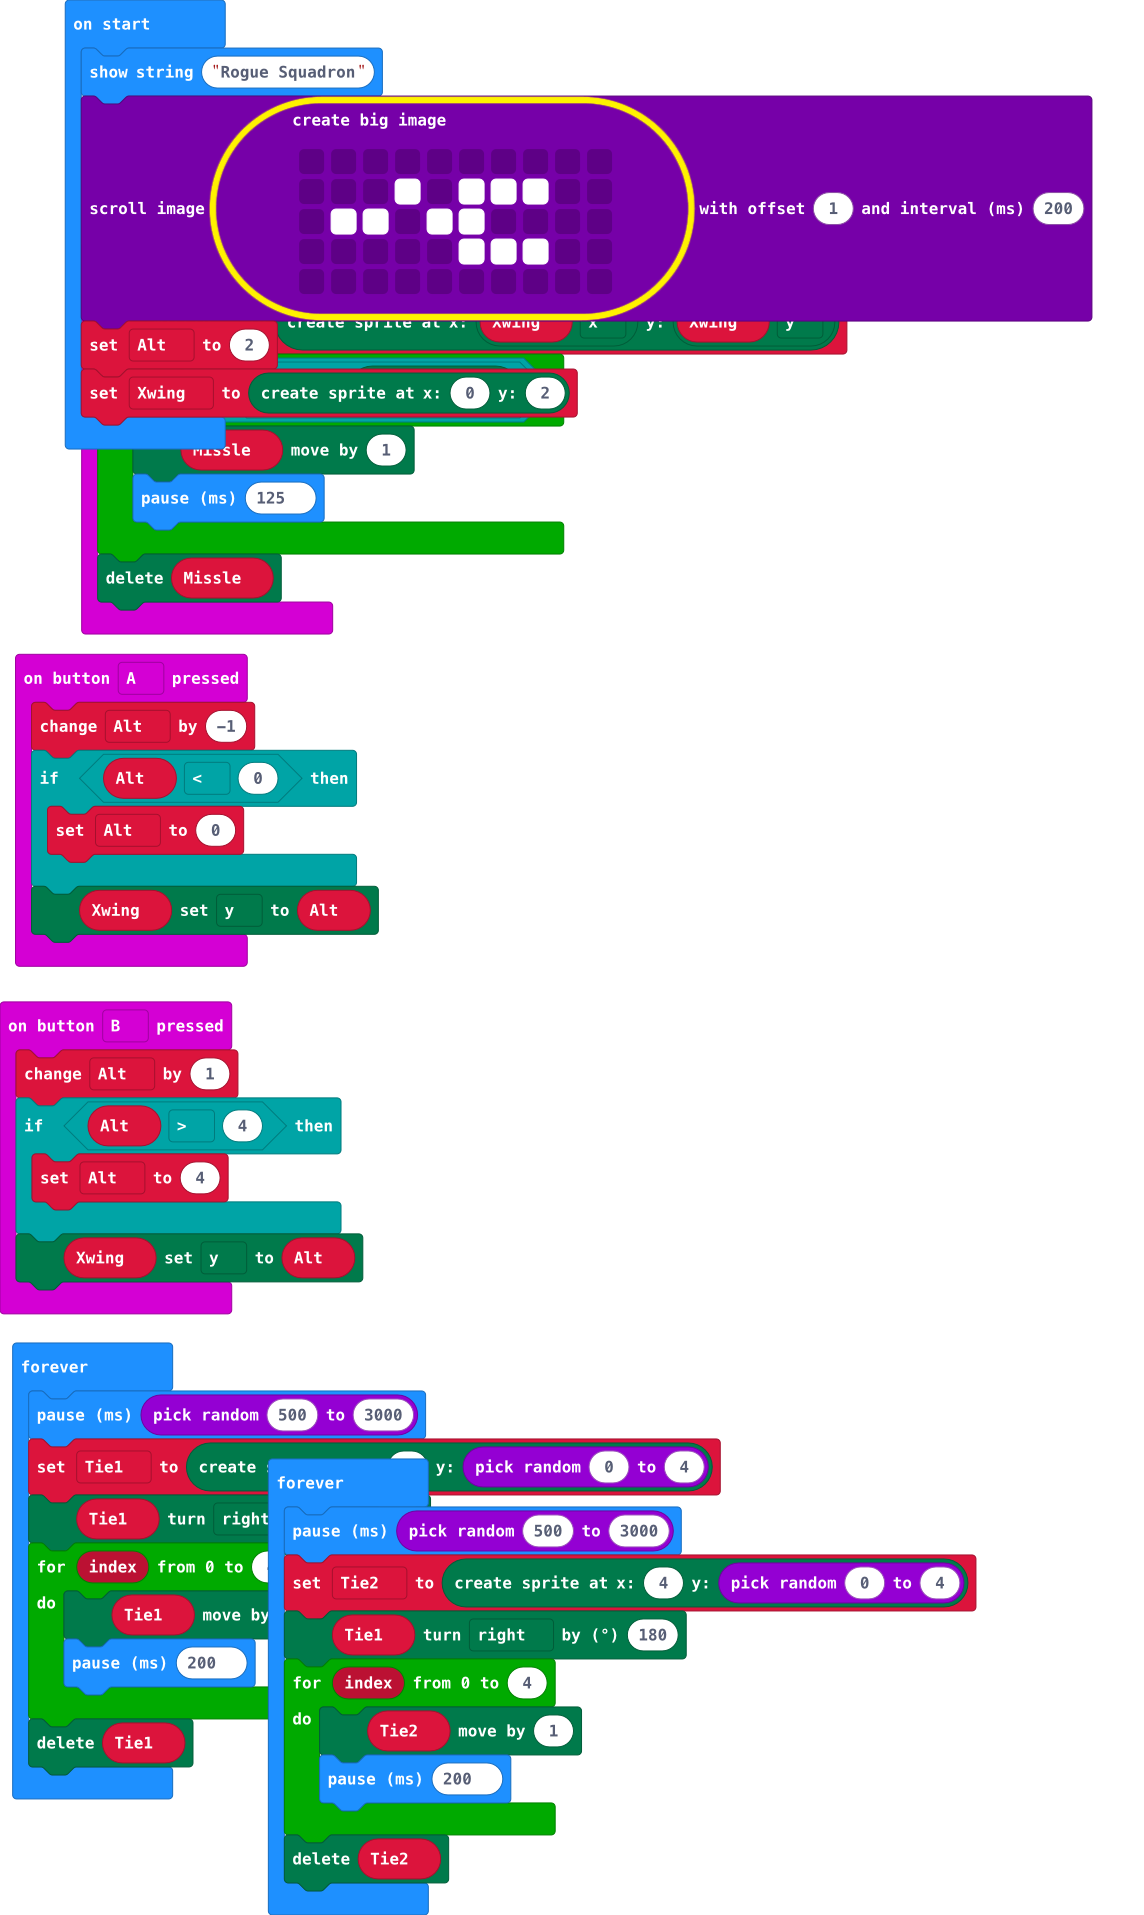 on start
show string "Rogue Squadron"
create big image
scroll image with offset 1 and interval (ms) 200
create sprite at x: Xwing x y: Xwing y
set Alt to 2
set Xwing to create sprite at x: 0 y: 2
Missle move by 1
pause (ms) 125
delete Missle
on button A pressed
change Alt by -1
if Alt < 0 then
set Alt to 0
Xwing set y to Alt
on button B pressed
change Alt by 1
if Alt > 4 then
set Alt to 4
Xwing set y to Alt
forever
pause (ms) pick random 500 to 3000
set Tie1 to create y: pick random 0 to 4
Tie1 turn right
for index from 0 to
do
Tie1 move by
pause (ms) 200
delete Tie1
forever
pause (ms) pick random 500 to 3000
set Tie2 to create sprite at x: 4 y: pick random 0 to 4
Tie1 turn right by (°) 180
for index from 0 to 4
do
Tie2 move by 1
pause (ms) 200
delete Tie2